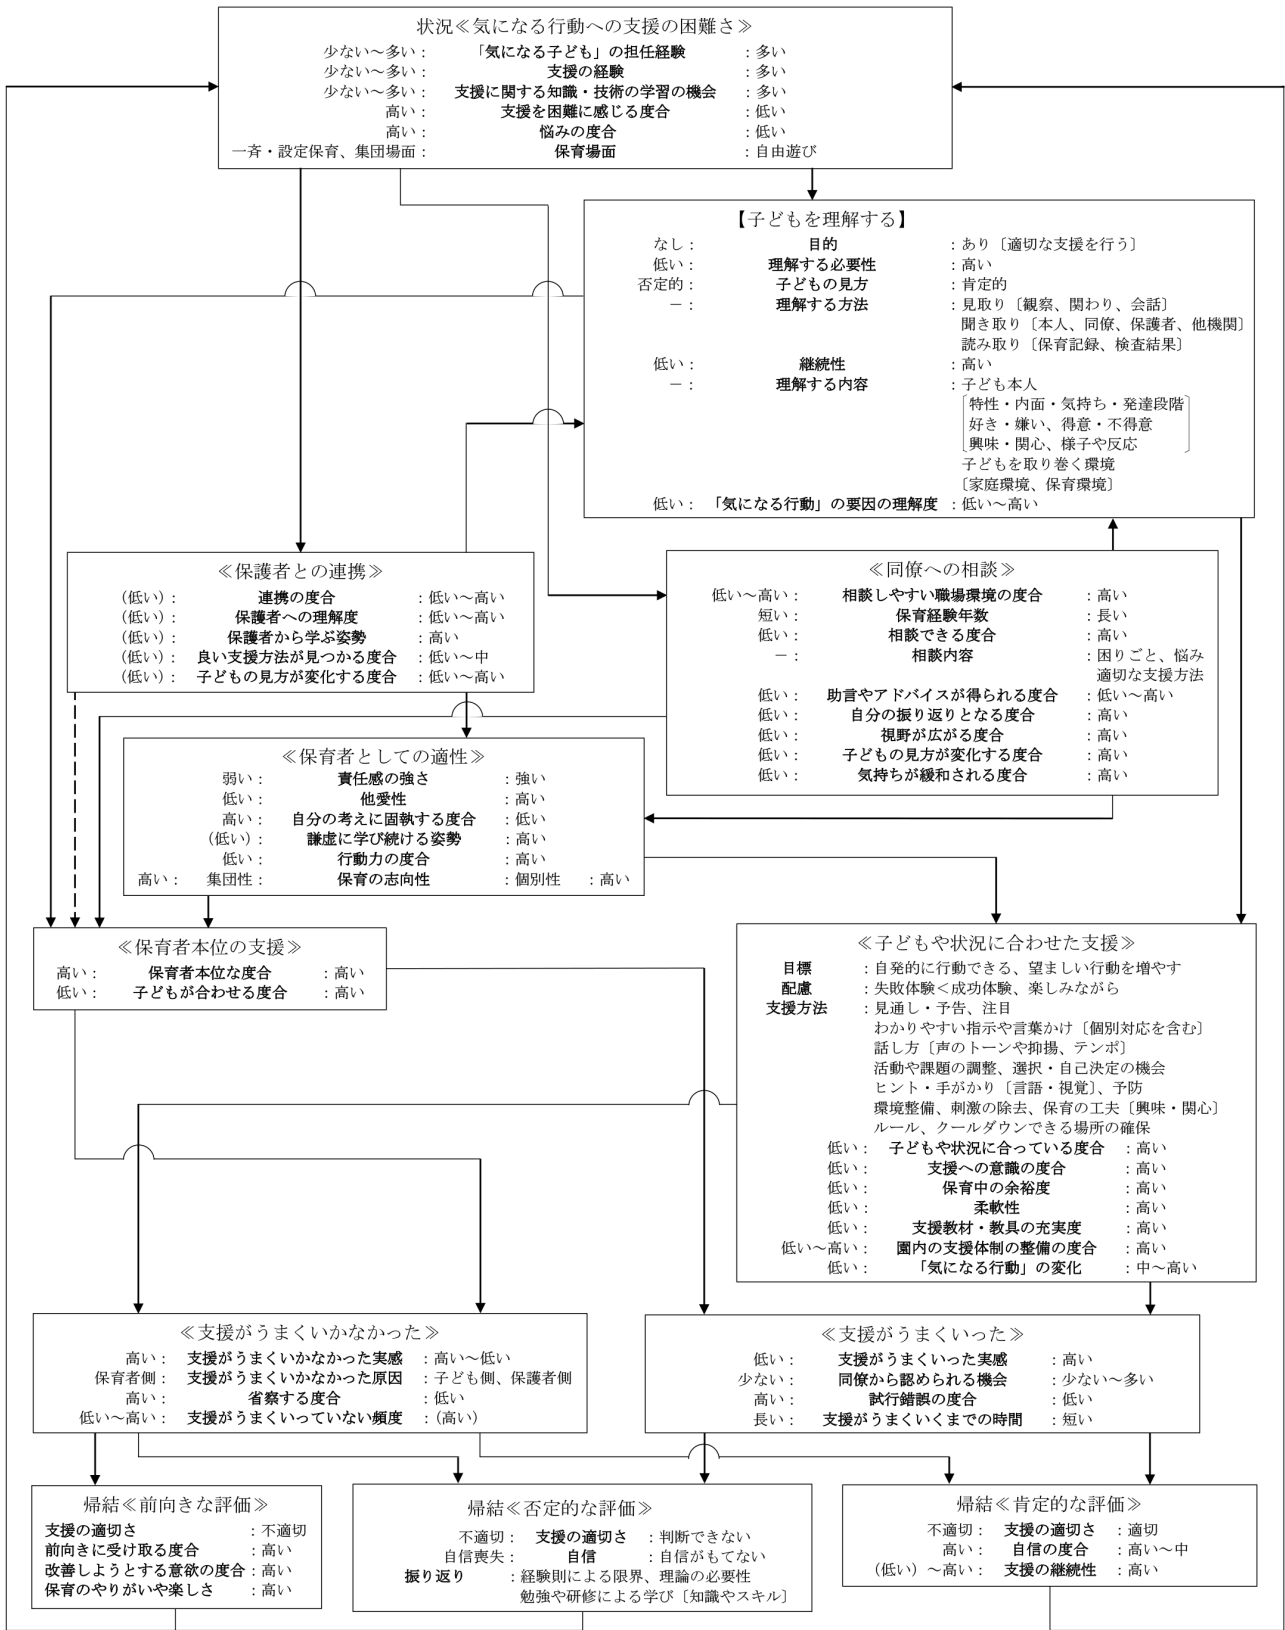 状況≪気になる行動への支援の困難さ≫
少ない～多い： 「気になる子ども」の担任経験 ：多い
少ない～多い： 支援の経験 ：多い
少ない～多い： 支援に関する知識・技術の学習の機会 ：多い
高い： 支援を困難に感じる度合 ：低い
高い： 悩みの度合 ：低い
一斉・設定保育、集団場面： 保育場面 ：自由遊び
【子どもを理解する】
なし： 目的 ：あり〔適切な支援を行う〕
低い： 理解する必要性 ：高い
否定的： 子どもの見方 ：肯定的
－： 理解する方法 ：見取り〔観察、関わり、会話〕
聞き取り〔本人、同僚、保護者、他機関〕
読み取り〔保育記録、検査結果〕
低い： 継続性 ：高い
－： 理解する内容 ：子ども本人
特性・内面・気持ち・発達段階
好き・嫌い、得意・不得意
興味・関心、様子や反応
子どもを取り巻く環境
〔家庭環境、保育環境〕
低い： 「気になる行動」の要因の理解度 ：低い～高い
≪保護者との連携≫
(低い)： 連携の度合 ：低い～高い
(低い)： 保護者への理解度 ：低い～高い
(低い)： 保護者から学ぶ姿勢 ：高い
(低い)： 良い支援方法が見つかる度合 ：低い～中
(低い)： 子どもの見方が変化する度合 ：低い～高い
≪同僚への相談≫
低い～高い： 相談しやすい職場環境の度合 ：高い
短い： 保育経験年数 ：長い
低い： 相談できる度合 ：高い
－： 相談内容 ：困りごと、悩み
適切な支援方法
低い： 助言やアドバイスが得られる度合 ：低い～高い
低い： 自分の振り返りとなる度合 ：高い
低い： 視野が広がる度合 ：高い
低い： 子どもの見方が変化する度合 ：高い
低い： 気持ちが緩和される度合 ：高い
≪保育者としての適性≫
弱い： 責任感の強さ ：強い
低い： 他愛性 ：高い
高い： 自分の考えに固執する度合 ：低い
(低い)： 謙虚に学び続ける姿勢 ：高い
低い： 行動力の度合 ：高い
高い： 集団性： 保育の志向性 ：個別性 ：高い
≪保育者本位の支援≫
高い： 保育者本位な度合 ：高い
低い： 子どもが合わせる度合 ：高い
≪子どもや状況に合わせた支援≫
目標 ：自発的に行動できる、望ましい行動を増やす
配慮 ：失敗体験＜成功体験、楽しみながら
支援方法 ：見通し・予告、注目
わかりやすい指示や言葉かけ〔個別対応を含む〕
話し方〔声のトーンや抑揚、テンポ〕
活動や課題の調整、選択・自己決定の機会
ヒント・手がかり〔言語・視覚〕、予防
環境整備、刺激の除去、保育の工夫〔興味・関心〕
ルール、クールダウンできる場所の確保
低い： 子どもや状況に合っている度合 ：高い
低い： 支援への意識の度合 ：高い
低い： 保育中の余裕度 ：高い
低い： 柔軟性 ：高い
低い： 支援教材・教具の充実度 ：高い
低い～高い： 園内の支援体制の整備の度合 ：高い
低い： 「気になる行動」の変化 ：中～高い
≪支援がうまくいかなかった≫
高い： 支援がうまくいかなかった実感 ：高い～低い
保育者側： 支援がうまくいかなかった原因 ：子ども側、保護者側
高い： 省察する度合 ：低い
低い～高い： 支援がうまくいっていない頻度 ：(高い)
≪支援がうまくいった≫
低い： 支援がうまくいった実感 ：高い
少ない： 同僚から認められる機会 ：少ない～多い
高い： 試行錯誤の度合 ：低い
長い： 支援がうまくいくまでの時間 ：短い
帰結≪前向きな評価≫
支援の適切さ ：不適切
前向きに受け取る度合 ：高い
改善しようとする意欲の度合：高い
保育のやりがいや楽しさ ：高い
帰結≪否定的な評価≫
不適切： 支援の適切さ ：判断できない
自信喪失： 自信 ：自信がもてない
振り返り ：経験則による限界、理論の必要性
勉強や研修による学び〔知識やスキル〕
帰結≪肯定的な評価≫
不適切： 支援の適切さ ：適切
高い： 自信の度合 ：高い～中
(低い) ～高い： 支援の継続性 ：高い